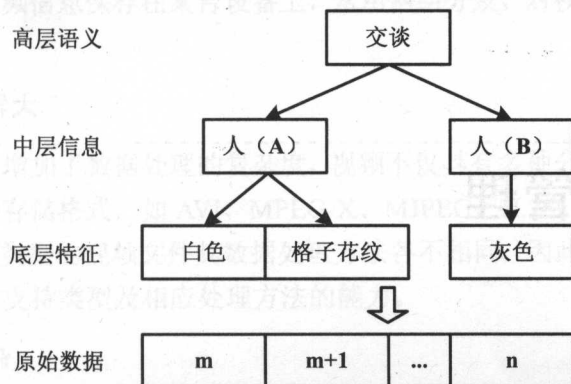 高层语义 交谈
中层信息 人（A） 人（B）
底层特征 白色 格子花纹 灰色
原始数据 m m+1 ... n